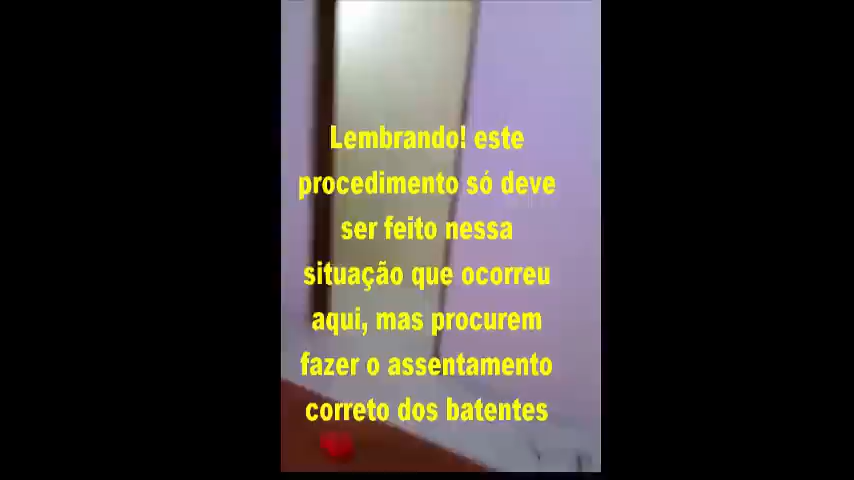 Lembrando! este
procedimento só deve
ser feito nessa
situação que ocorreu
aqui, mas procurem
fazer o assentamento
correto dos batentes